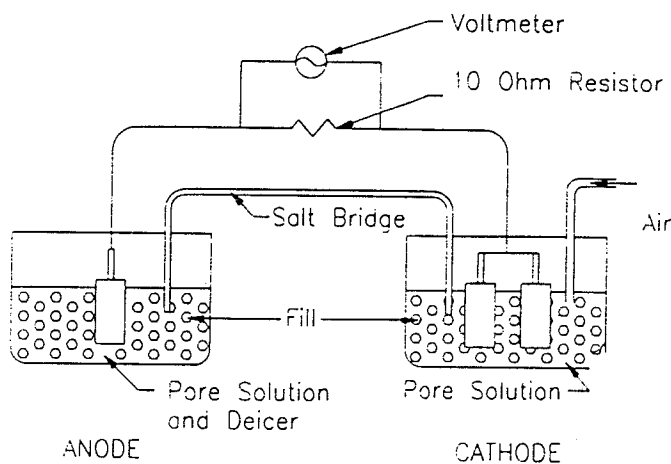 Voltmeter
10 Ohm Resistor
Salt Bridge
Air
Fill
Pore Solution
and Deicer
Pore Solution
ANODE
CATHODE